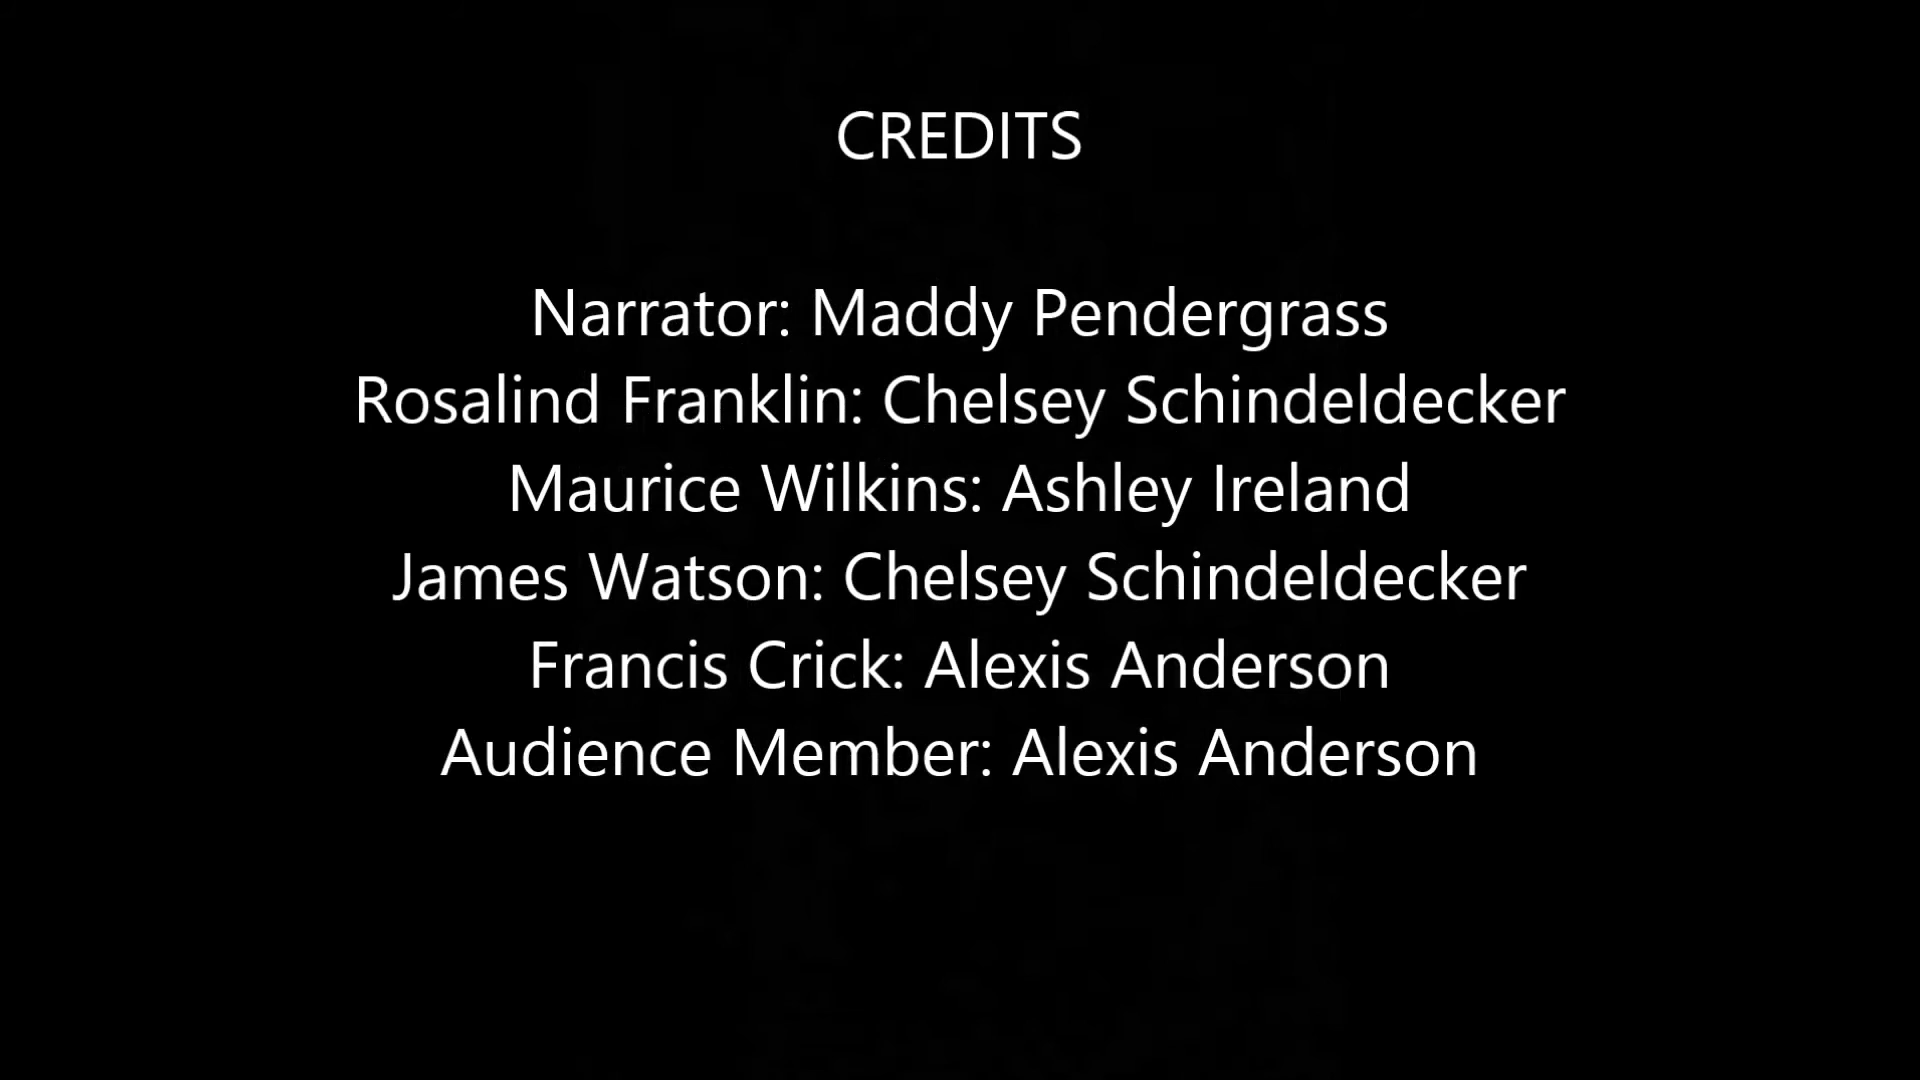 CREDITS
Narrator: Maddy Pendergrass
Rosalind Franklin: Chelsey Schindeldecker
Maurice Wilkins: Ashley Ireland
James Watson: Chelsey Schindeldecker
Francis Crick: Alexis Anderson
Audience Member: Alexis Anderson